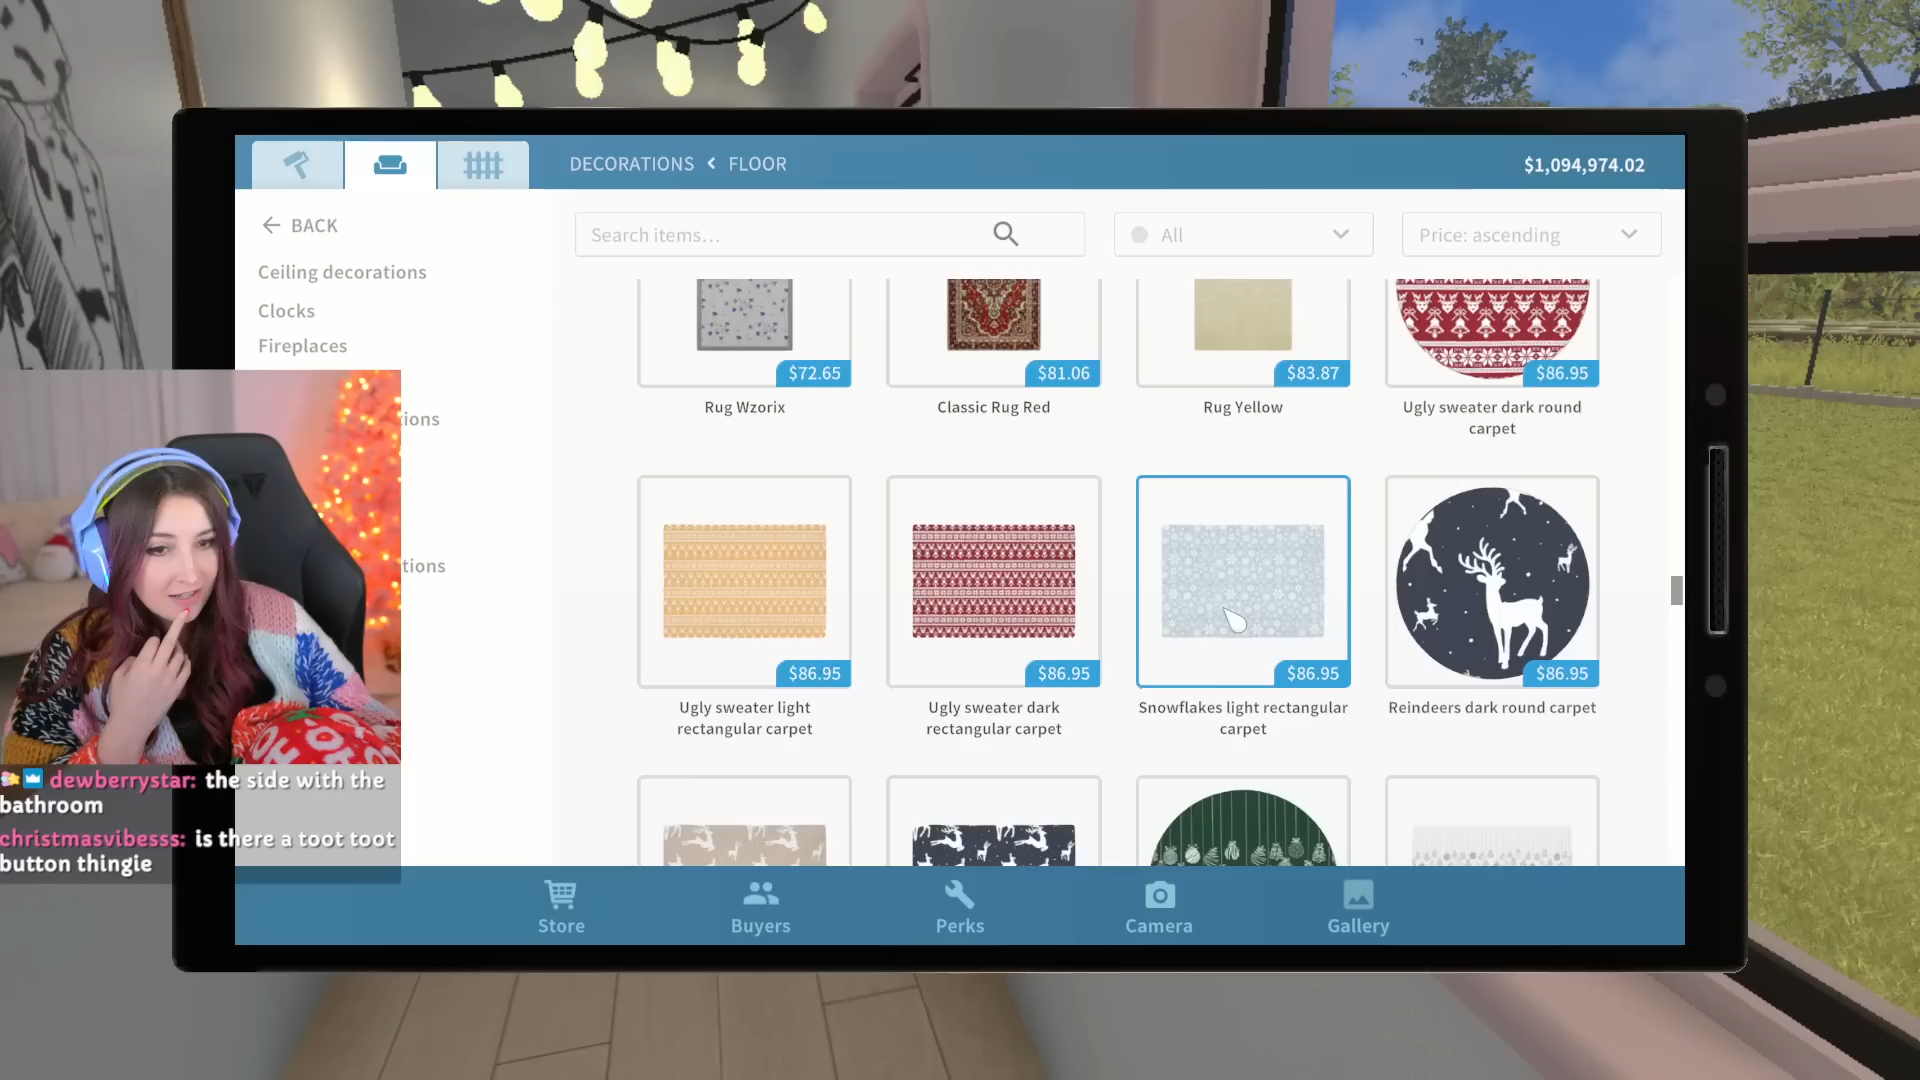 DECORATIONS < FLOOR
$1,094,974.02
BACK
Search items...
All
Price: ascending
Ceiling decorations
Clocks
Fireplaces
tions
tions
$72.65
$81.06
$83.87
$86.95
Rug Wzorix
Classic Rug Red
Rug Yellow
Ugly sweater dark round
carpet
$86.95
$86.95
$86.95
$86.95
Ugly sweater light
rectangular carpet
Ugly sweater dark
rectangular carpet
Snowflakes light rectangular
carpet
Reindeers dark round carpet
dewberrystar: the side with the
bathroom
christmasvibesss: is there a toot toot
button thingie
Store
Buyers
Perks
Camera
Gallery